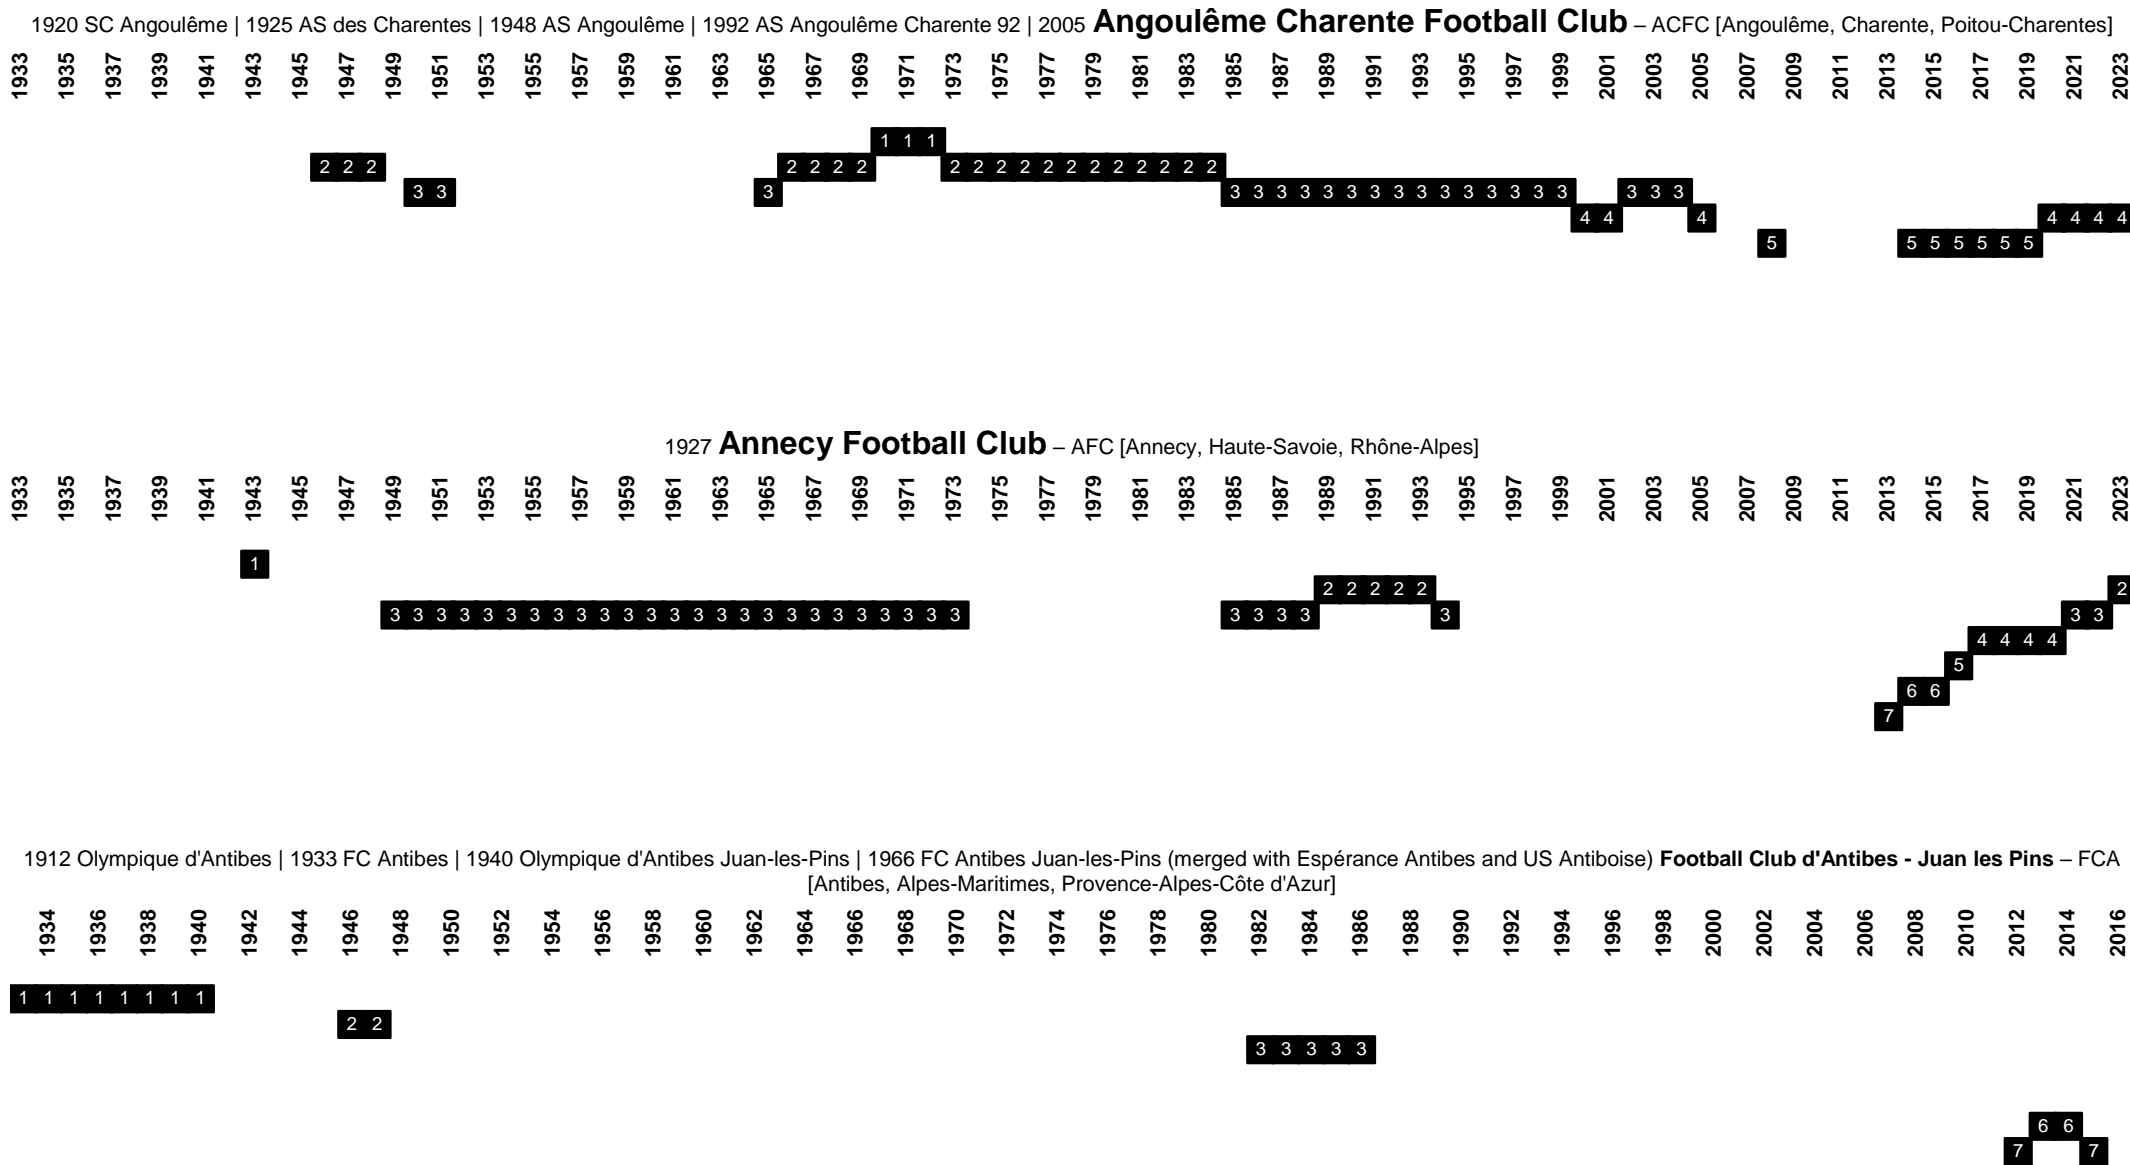 1920 SC Angoulême | 1925 AS des Charentes | 1948 AS Angoulême | 1992 AS Angoulême Charente 92 | 2005 Angoulême Charente Football Club – ACFC [Angoulême, Charente, Poitou-Charentes]
1933 1935 1937 1939 1941 1943 1945 1947 1949 1951 1953 1955 1957 1959 1961 1963 1965 1967 1969 1971 1973 1975 1977 1979 1981 1983 1985 1987 1989 1991 1993 1995 1997 1999 2001 2003 2005 2007 2009 2011 2013 2015 2017 2019 2021 2023
1 1 1
2 2 2 2 2 2 2 2 2 2 2 2 2 2 2 2 2 2 2
3 3 3 3 3 3 3 3 3 3 3 3 3 3 3 3 3 3 3 3 3
4 4 4 4 4 4 4
5 5 5 5 5 5 5
1927 Annecy Football Club – AFC [Annecy, Haute-Savoie, Rhône-Alpes]
1933 1935 1937 1939 1941 1943 1945 1947 1949 1951 1953 1955 1957 1959 1961 1963 1965 1967 1969 1971 1973 1975 1977 1979 1981 1983 1985 1987 1989 1991 1993 1995 1997 1999 2001 2003 2005 2007 2009 2011 2013 2015 2017 2019 2021 2023
1
2 2 2 2 2 2
3 3 3 3 3 3 3 3 3 3 3 3 3 3 3 3 3 3 3 3 3 3 3 3 3 3 3 3 3 3 3 3
4 4 4 4
5
6 6
7
1912 Olympique d'Antibes | 1933 FC Antibes | 1940 Olympique d'Antibes Juan-les-Pins | 1966 FC Antibes Juan-les-Pins (merged with Espérance Antibes and US Antiboise) Football Club d'Antibes - Juan les Pins – FCA
[Antibes, Alpes-Maritimes, Provence-Alpes-Côte d'Azur]
1934 1936 1938 1940 1942 1944 1946 1948 1950 1952 1954 1956 1958 1960 1962 1964 1966 1968 1970 1972 1974 1976 1978 1980 1982 1984 1986 1988 1990 1992 1994 1996 1998 2000 2002 2004 2006 2008 2010 2012 2014 2016
1 1 1 1 1 1 1 1
2 2
3 3 3 3 3
6 6
7 7